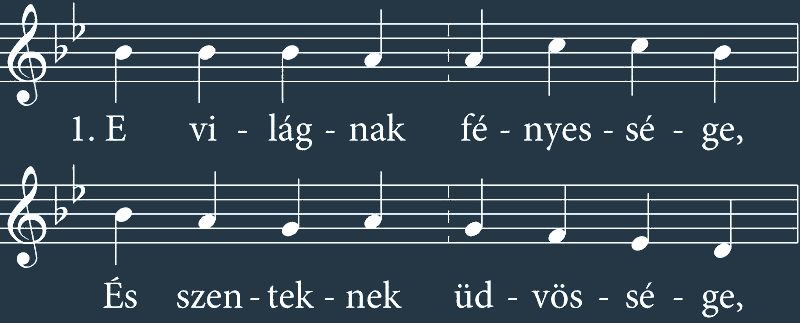 1. E vi - lág - nak fé - nyes - sé - ge,
És szen - tek - nek üd - vös - sé - ge,